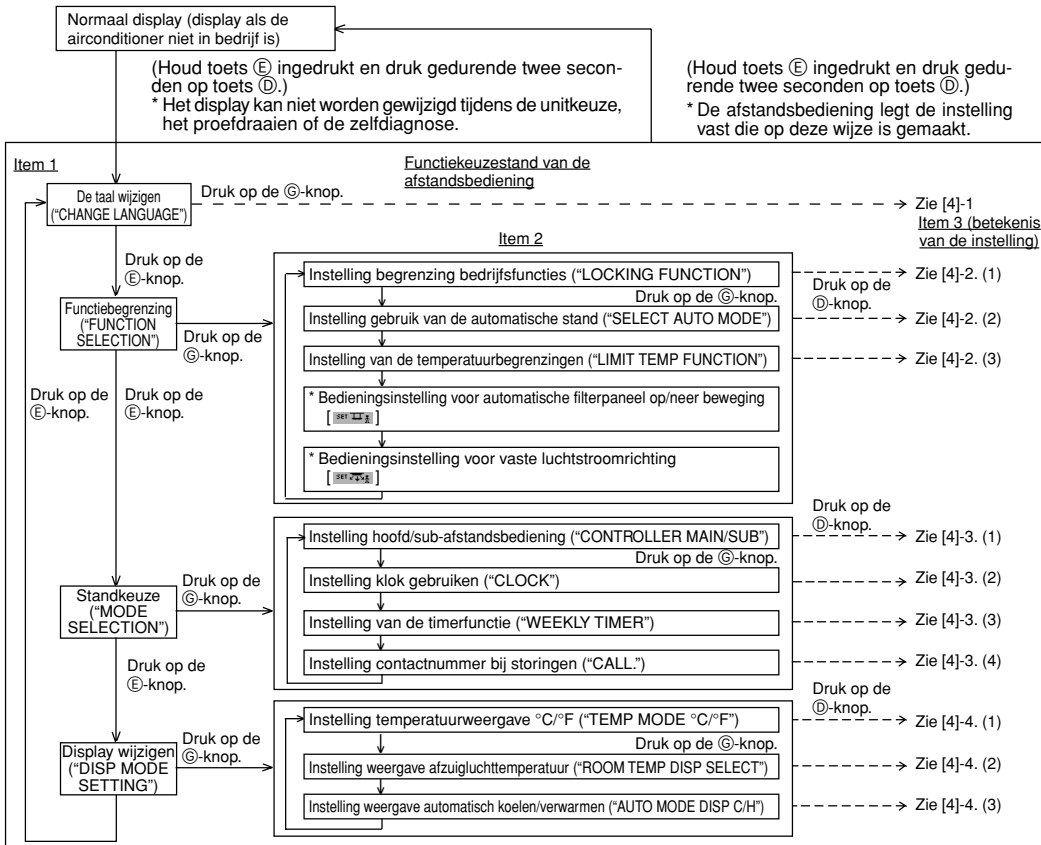 Normaal display (display als de
airconditioner niet in bedrijf is)
(Houd toets Ⓔ ingedrukt en druk gedurende twee secon-
den op toets Ⓓ.)
* Het display kan niet worden gewijzigd tijdens de unitkeuze,
het proefdraaien of de zelfdiagnose.
(Houd toets Ⓔ ingedrukt en druk gedu-
rende twee seconden op toets Ⓓ.)
* De afstandsbediening legt de instelling
vast die op deze wijze is gemaakt.
Item 1
Functiekeuzestand van de
afstandsbediening
De taal wijzigen
(“CHANGE LANGUAGE”)
Druk op de Ⓖ-knop.
Zie [4]-1
Item 3 (betekenis
van de instelling)
Item 2
Druk op de
Ⓔ-knop.
Functiebegrenzing
(“FUNCTION
SELECTION”)
Druk op de
Ⓖ-knop.
Instelling begrenzing bedrijfsfuncties (“LOCKING FUNCTION”)
Zie [4]-2. (1)
Druk op de Ⓖ-knop.
Druk op de
Ⓓ-knop.
Instelling gebruik van de automatische stand (“SELECT AUTO MODE”)
Zie [4]-2. (2)
Instelling van de temperatuurbegrenzingen (“LIMIT TEMP FUNCTION”)
Zie [4]-2. (3)
* Bedieningsinstelling voor automatische filterpaneel op/neer beweging
[ SET ]
* Bedieningsinstelling voor vaste luchtstroomrichting
[ SET ]
Druk op de
Ⓔ-knop.
Druk op de
Ⓔ-knop.
Standkeuze
(“MODE
SELECTION”)
Druk op de
Ⓖ-knop.
Druk op de
Ⓓ-knop.
Instelling hoofd/sub-afstandsbediening (“CONTROLLER MAIN/SUB”)
Zie [4]-3. (1)
Druk op de Ⓖ-knop.
Instelling klok gebruiken (“CLOCK”)
Zie [4]-3. (2)
Instelling van de timerfunctie (“WEEKLY TIMER”)
Zie [4]-3. (3)
Instelling contactnummer bij storingen (“CALL.”)
Zie [4]-3. (4)
Druk op de
Ⓔ-knop.
Display wijzigen
(“DISP MODE
SETTING”)
Druk op de
Ⓖ-knop.
Druk op de
Ⓓ-knop.
Instelling temperatuurweergave °C/°F (“TEMP MODE °C/°F”)
Zie [4]-4. (1)
Druk op de Ⓖ-knop.
Instelling weergave afzuigluchttemperatuur (“ROOM TEMP DISP SELECT”)
Zie [4]-4. (2)
Instelling weergave automatisch koelen/verwarmen (“AUTO MODE DISP C/H”)
Zie [4]-4. (3)